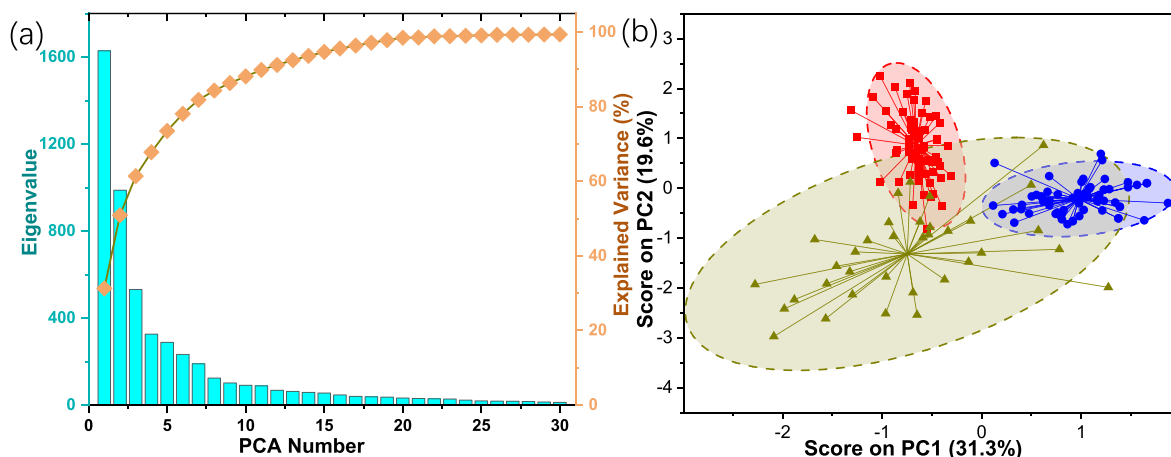 (a)
Eigenvalue
1600
1200
800
400
0
0 5 10 15 20 25 30
PCA Number
100
80
60
40
20
0
Explained Variance (%)
(b)
Score on PC2 (19.6%)
3
2
1
0
-1
-2
-3
-4
-2 -1 0 1
Score on PC1 (31.3%)